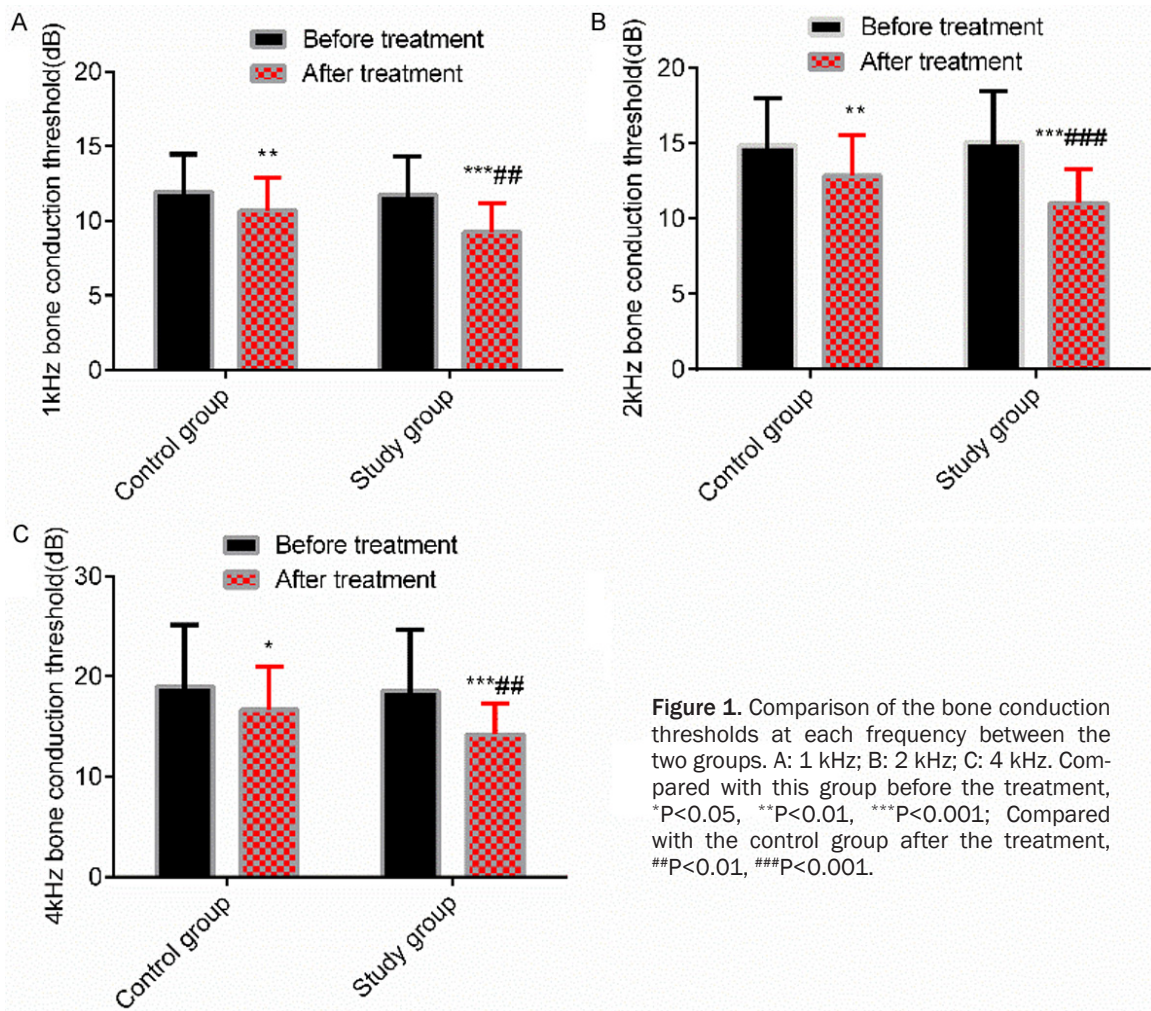 A
Before treatment
After treatment
1kHz bone conduction threshold(dB)
20
15
10
5
0
**
***##
Control group
Study group
B
Before treatment
After treatment
2kHz bone conduction threshold(dB)
20
15
10
5
0
**
***###
Control group
Study group
C
Before treatment
After treatment
4kHz bone conduction threshold(dB)
30
20
10
0
*
***##
Control group
Study group
Figure 1. Comparison of the bone conduction
thresholds at each frequency between the
two groups. A: 1 kHz; B: 2 kHz; C: 4 kHz. Com-
pared with this group before the treatment,
*P<0.05, **P<0.01, ***P<0.001; Compared
with the control group after the treatment,
##P<0.01, ###P<0.001.